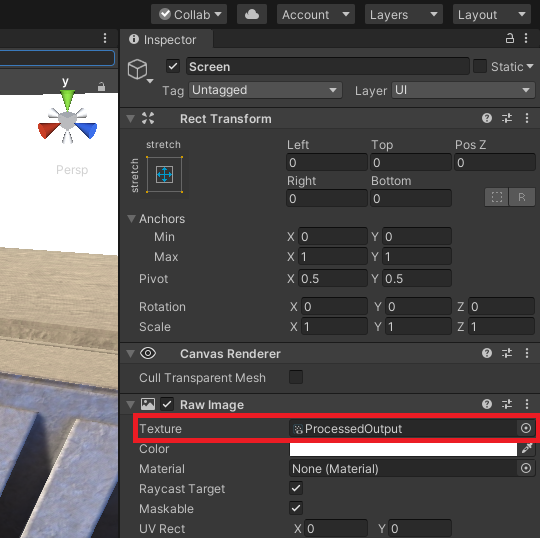 Collab Account Layers Layout
Inspector
y
Persp
Screen Static
Tag Untagged Layer UI
Rect Transform
stretch
stretch
Left Top Pos Z
0 0 0
Right Bottom
0 0 R
Anchors
Min X 0 Y 0
Max X 1 Y 1
Pivot X 0.5 Y 0.5
Rotation X 0 Y 0 Z 0
Scale X 1 Y 1 Z 1
Canvas Renderer
Cull Transparent Mesh
Raw Image
Texture ProcessedOutput
Color
Material None (Material)
Raycast Target
Maskable
UV Rect X 0 Y 0